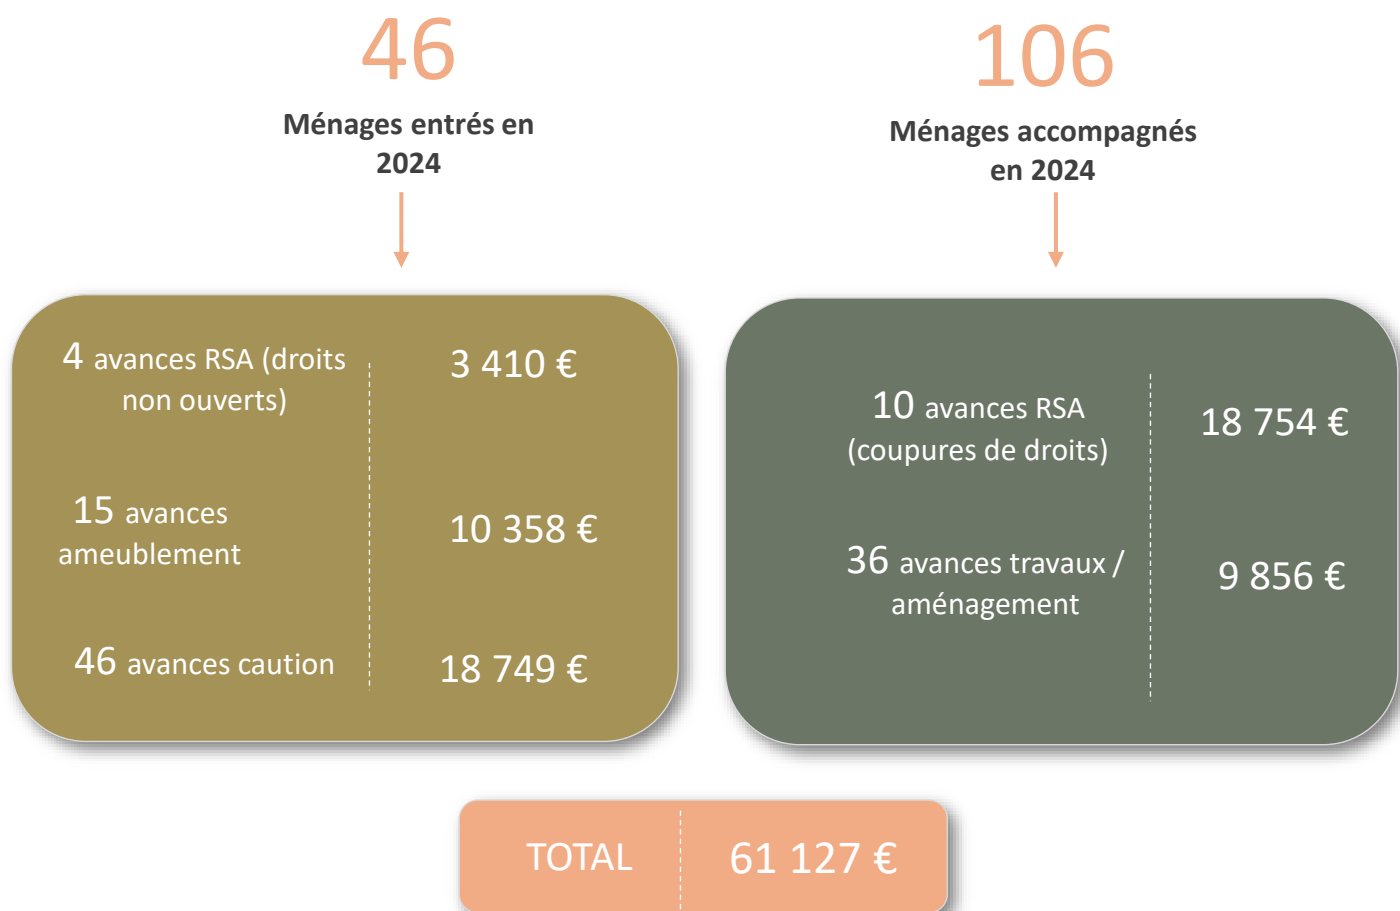 46
Ménages entrés en
2024
4 avances RSA (droits
non ouverts)
3 410 €
15 avances
ameublement
10 358 €
46 avances caution
18 749 €
106
Ménages accompagnés
en 2024
10 avances RSA
(coupures de droits)
18 754 €
36 avances travaux /
aménagement
9 856 €
TOTAL
61 127 €